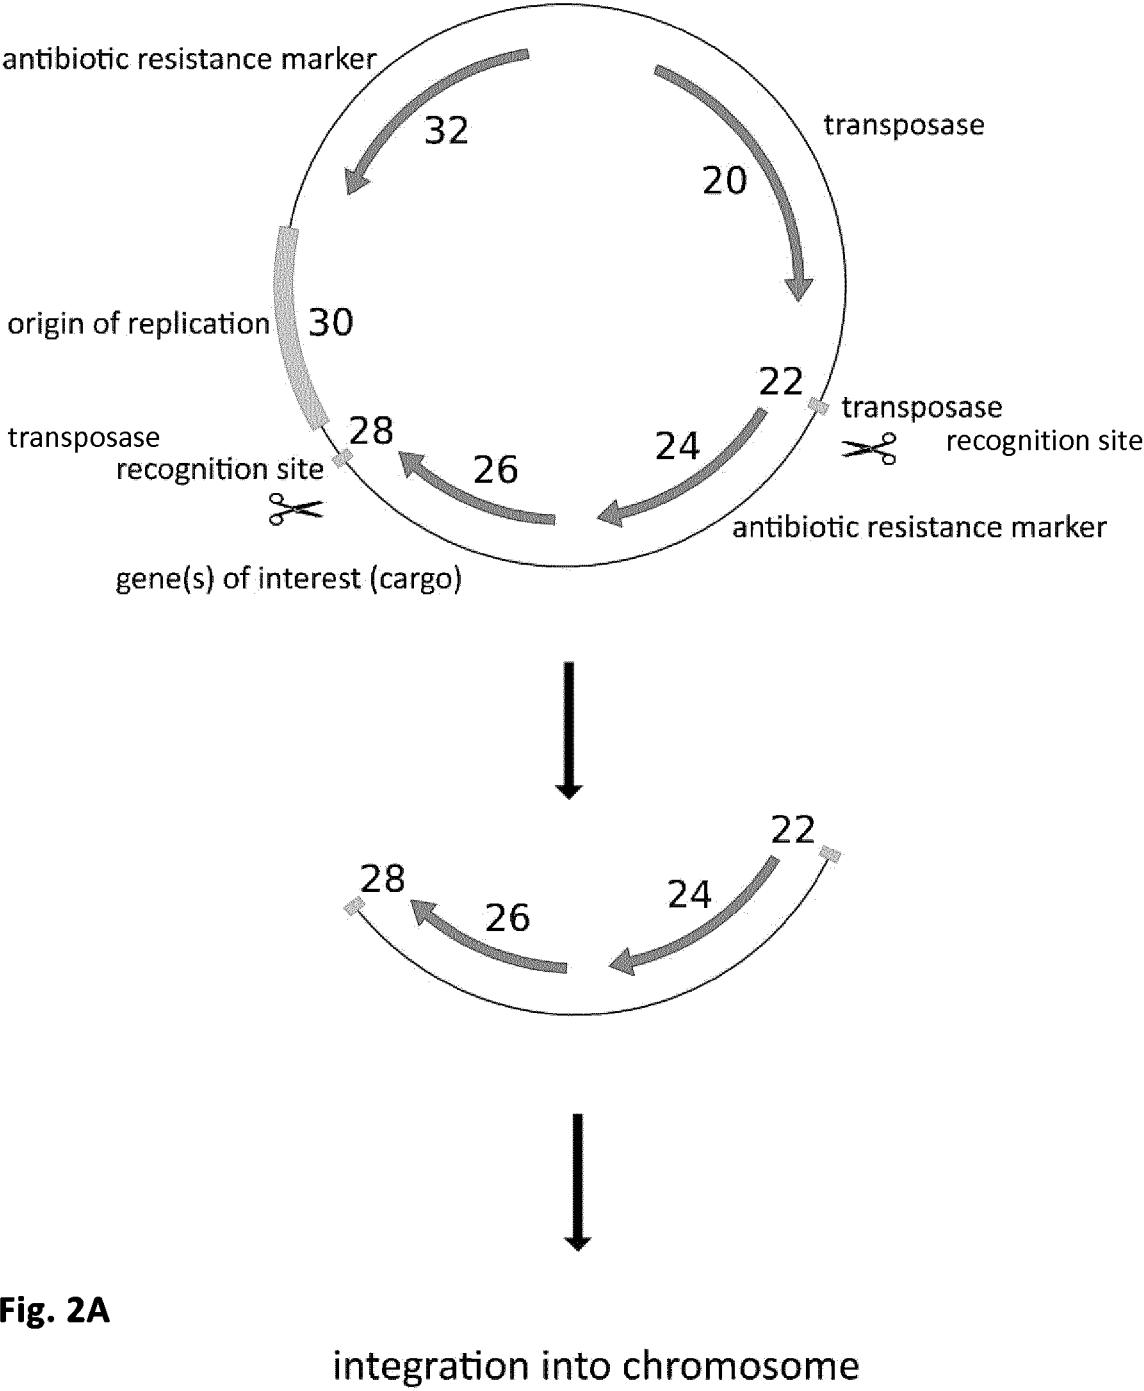 antibiotic resistance marker
32
transposase
20
origin of replication
30
22
transposase
recognition site
28
transposase
recognition site
26
24
antibiotic resistance marker
gene(s) of interest (cargo)
22
28
24
26
Fig. 2A
integration into chromosome